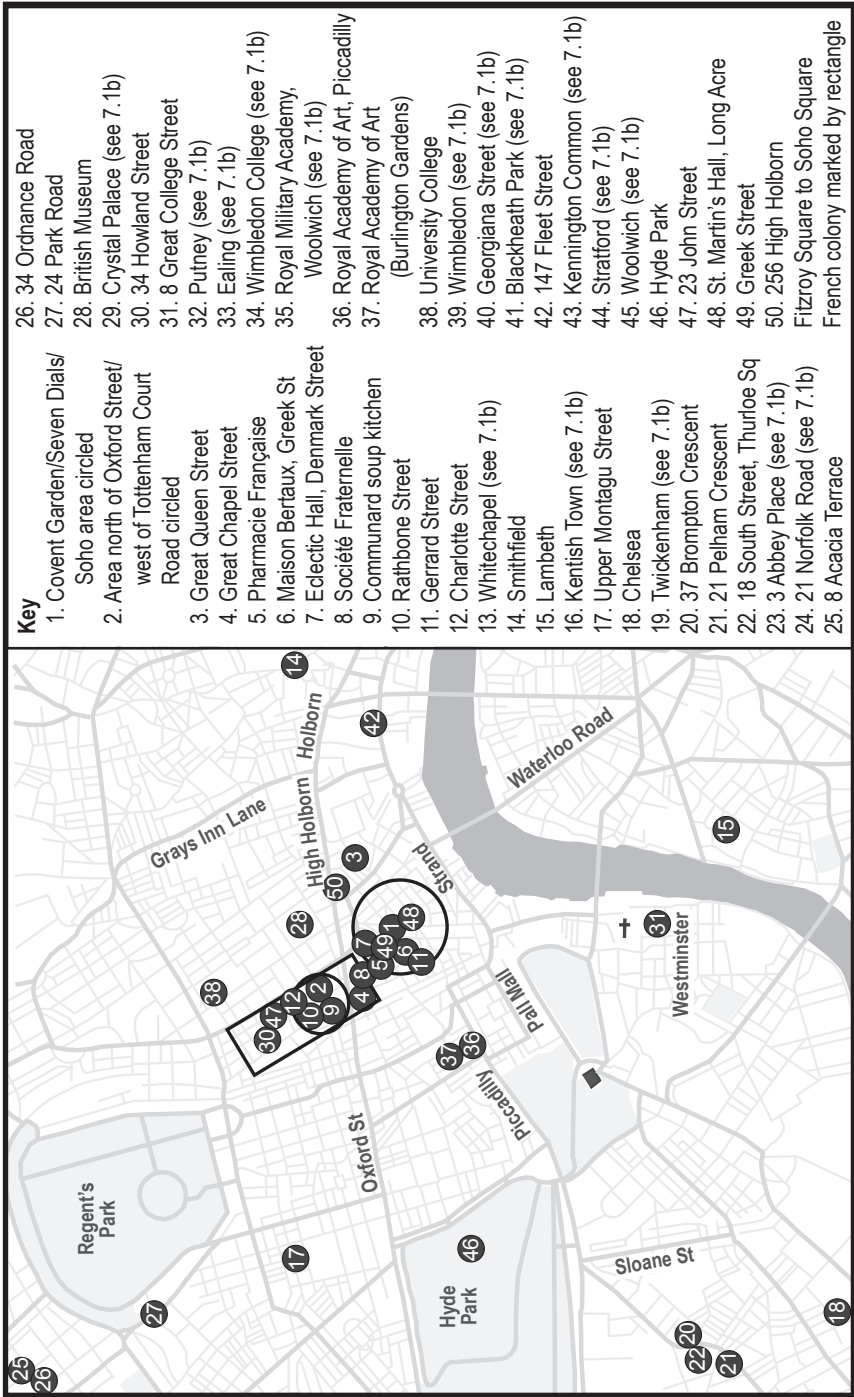 Key
1. Covent Garden/Seven Dials/
Soho area circled
2. Area north of Oxford Street/
west of Tottenham Court
Road circled
3. Great Queen Street
4. Great Chapel Street
5. Pharmacie Française
6. Maison Bertaux, Greek St
7. Eclectic Hall, Denmark Street
8. Société Fraternelle
9. Communard soup kitchen
10. Rathbone Street
11. Gerrard Street
12. Charlotte Street
13. Whitechapel (see 7.1b)
14. Smithfield
15. Lambeth
16. Kentish Town (see 7.1b)
17. Upper Montagu Street
18. Chelsea
19. Twickenham (see 7.1b)
20. 37 Brompton Crescent
21. 21 Pelham Crescent
22. 18 South Street, Thurloe Sq
23. 3 Abbey Place (see 7.1b)
24. 21 Norfolk Road (see 7.1b)
25. 8 Acacia Terrace
26. 34 Ordnance Road
27. 24 Park Road
28. British Museum
29. Crystal Palace (see 7.1b)
30. 34 Howland Street
31. 8 Great College Street
32. Putney (see 7.1b)
33. Ealing (see 7.1b)
34. Wimbledon College (see 7.1b)
35. Royal Military Academy,
Woolwich (see 7.1b)
36. Royal Academy of Art, Piccadilly
37. Royal Academy of Art
(Burlington Gardens)
38. University College
39. Wimbledon (see 7.1b)
40. Georgiana Street (see 7.1b)
41. Blackheath Park (see 7.1b)
42. 147 Fleet Street
43. Kennington Common (see 7.1b)
44. Stratford (see 7.1b)
45. Woolwich (see 7.1b)
46. Hyde Park
47. 23 John Street
48. St. Martin's Hall, Long Acre
49. Greek Street
50. 256 High Holborn
Fitzroy Square to Soho Square
French colony marked by rectangle
25
26
27
Regent's
Park
38
14
17
30
47
12
10
2
9
28
Grays Inn Lane
High Holborn
Holborn
50
3
42
Oxford St
4
8
5
7
49
1
6
48
11
Strand
37
36
Piccadilly
Pall Mall
Waterloo Road
46
Hyde
Park
31
Westminster
15
Sloane St
20
22
21
18